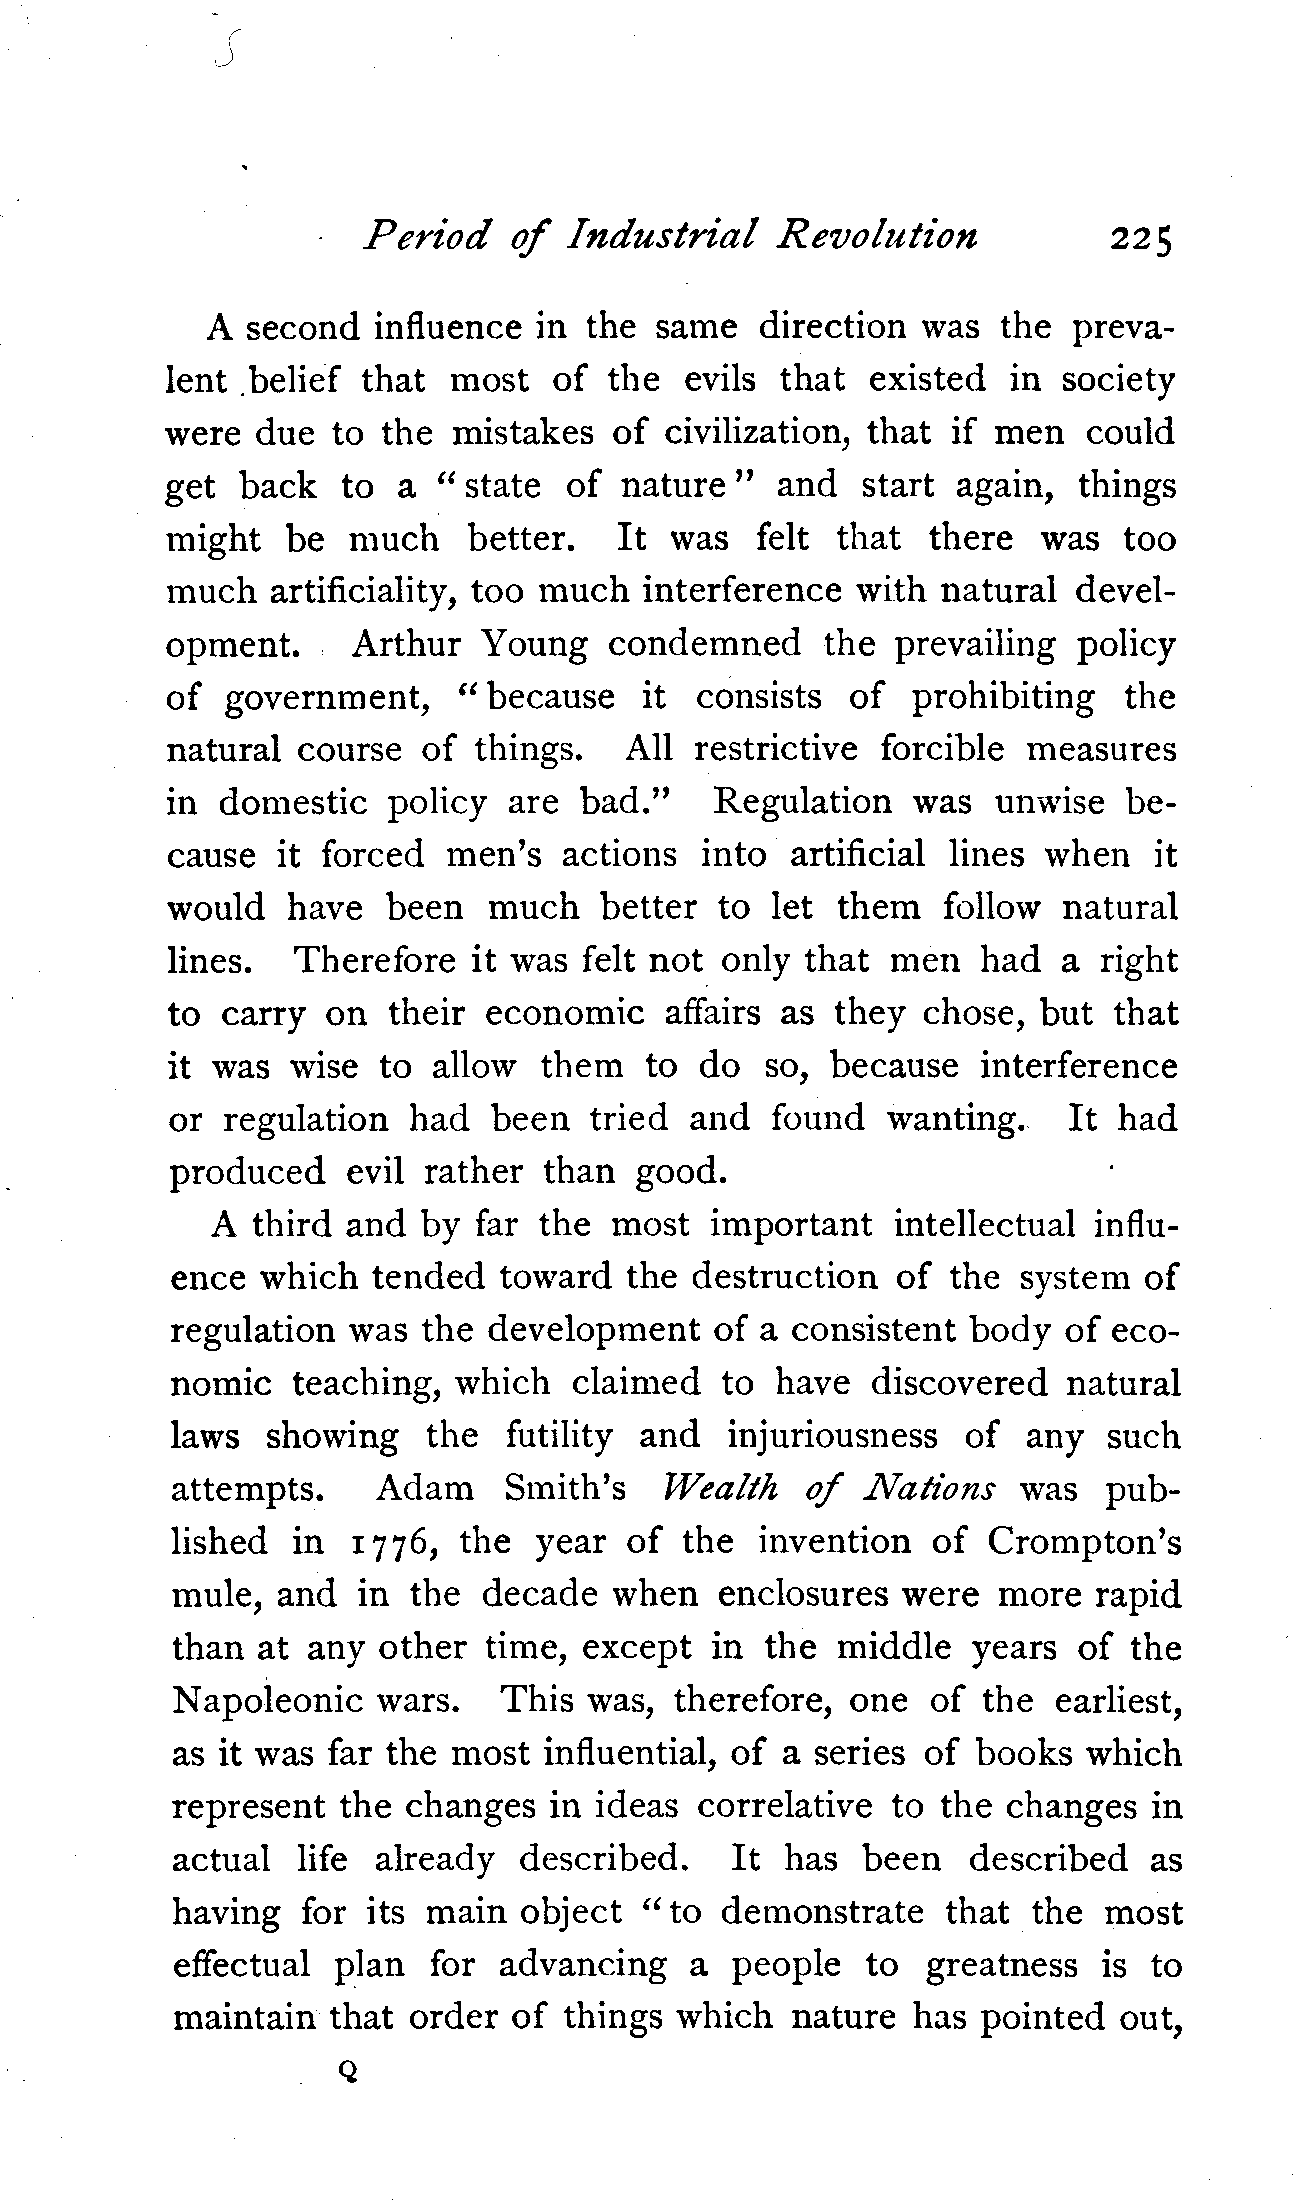 Period of Industrial Revolution 225
A second influence in the same direction was the preva-
lent belief that most of the evils that existed in society
were due to the mistakes of civilization, that if men could
get back to a “state of nature” and start again, things
might be much better. It was felt that there was too
much artificiality, too much interference with natural devel-
opment. Arthur Young condemned the prevailing policy
of government, “because it consists of prohibiting the
natural course of things. All restrictive forcible measures
in domestic policy are bad.” Regulation was unwise be-
cause it forced men's actions into artificial lines when it
would have been much better to let them follow natural
lines. Therefore it was felt not only that men had a right
to carry on their economic affairs as they chose, but that
it was wise to allow them to do so, because interference
or regulation had been tried and found wanting. It had
produced evil rather than good.
A third and by far the most important intellectual influ-
ence which tended toward the destruction of the system of
regulation was the development of a consistent body of eco-
nomic teaching, which claimed to have discovered natural
laws showing the futility and injuriousness of any such
attempts. Adam Smith's Wealth of Nations was pub-
lished in 1776, the year of the invention of Crompton's
mule, and in the decade when enclosures were more rapid
than at any other time, except in the middle years of the
Napoleonic wars. This was, therefore, one of the earliest,
as it was far the most influential, of a series of books which
represent the changes in ideas correlative to the changes in
actual life already described. It has been described as
having for its main object “to demonstrate that the most
effectual plan for advancing a people to greatness is to
maintain that order of things which nature has pointed out,
Q